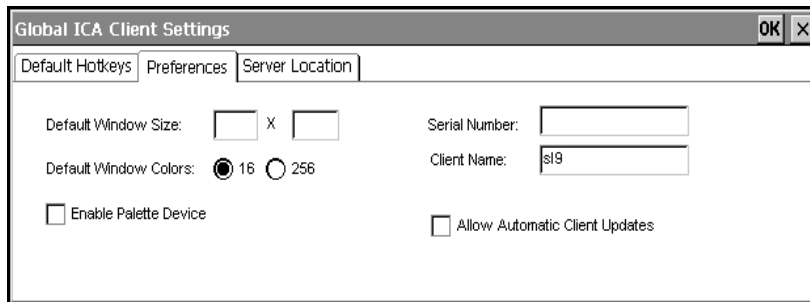 Global ICA Client Settings OK ×
Default Hotkeys Preferences Server Location
Default Window Size: X Serial Number:
Default Window Colors: 16 256 Client Name: sl9
Enable Palette Device Allow Automatic Client Updates